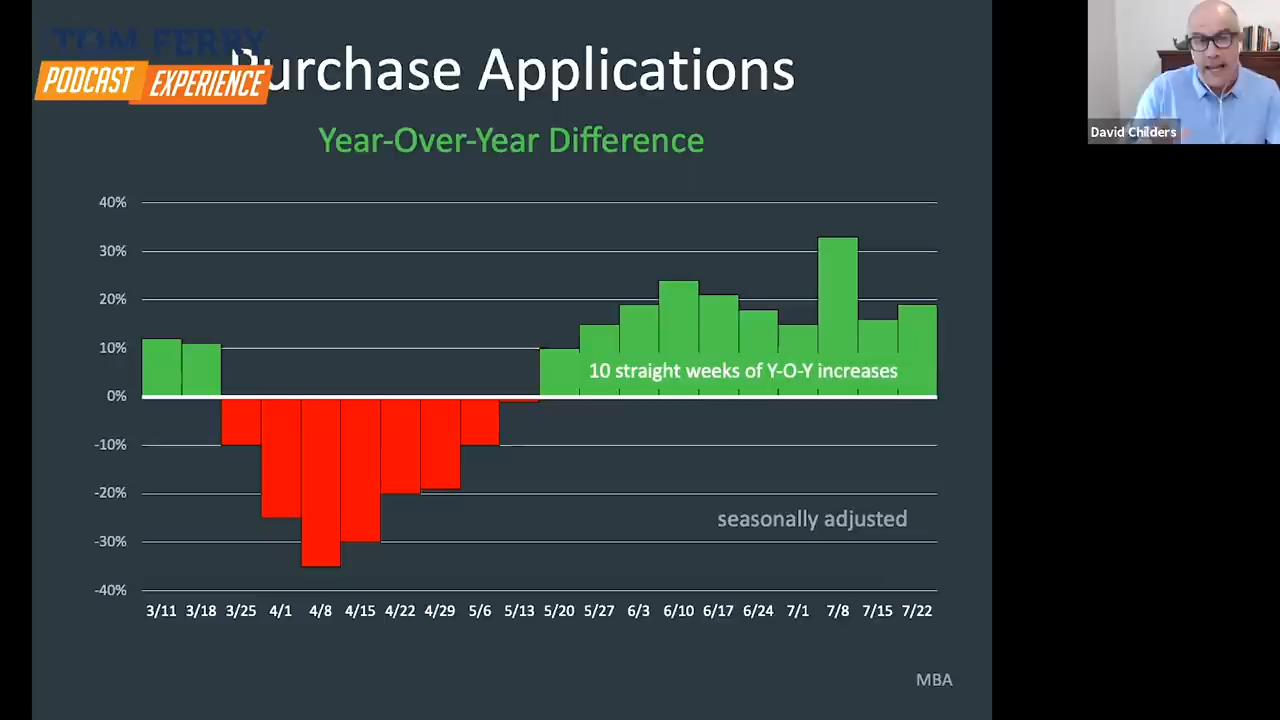 TOM FERRY
PODCAST EXPERIENCE
Purchase Applications
Year-Over-Year Difference
David Childers
40%
30%
20%
10%
0%
-10%
-20%
-30%
-40%
10 straight weeks of Y-O-Y increases
seasonally adjusted
3/11 3/18 3/25 4/1 4/8 4/15 4/22 4/29 5/6 5/13 5/20 5/27 6/3 6/10 6/17 6/24 7/1 7/8 7/15 7/22
MBA